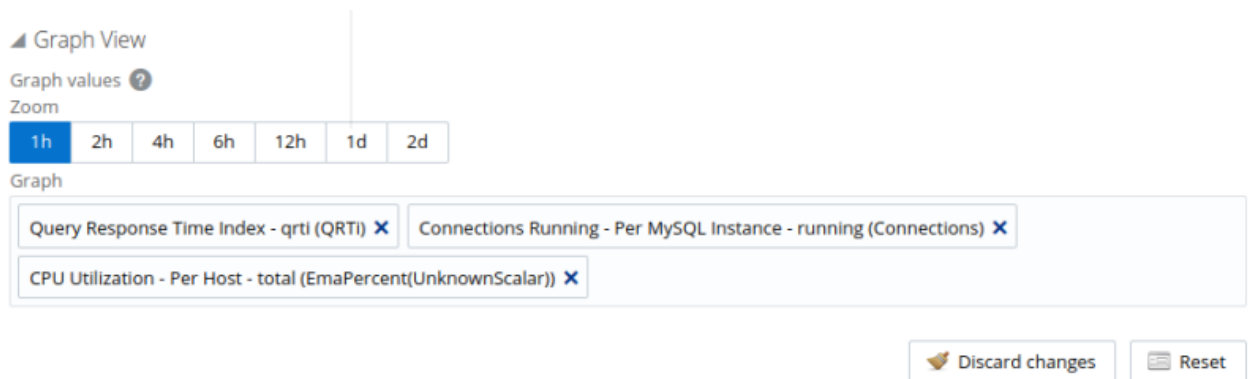 Graph View
Graph values ?
Zoom
1h 2h 4h 6h 12h 1d 2d
Graph
Query Response Time Index - qrti (QRTi) Connections Running - Per MySQL Instance - running (Connections)
CPU Utilization - Per Host - total (EmaPercent(UnknownScalar))
Discard changes Reset